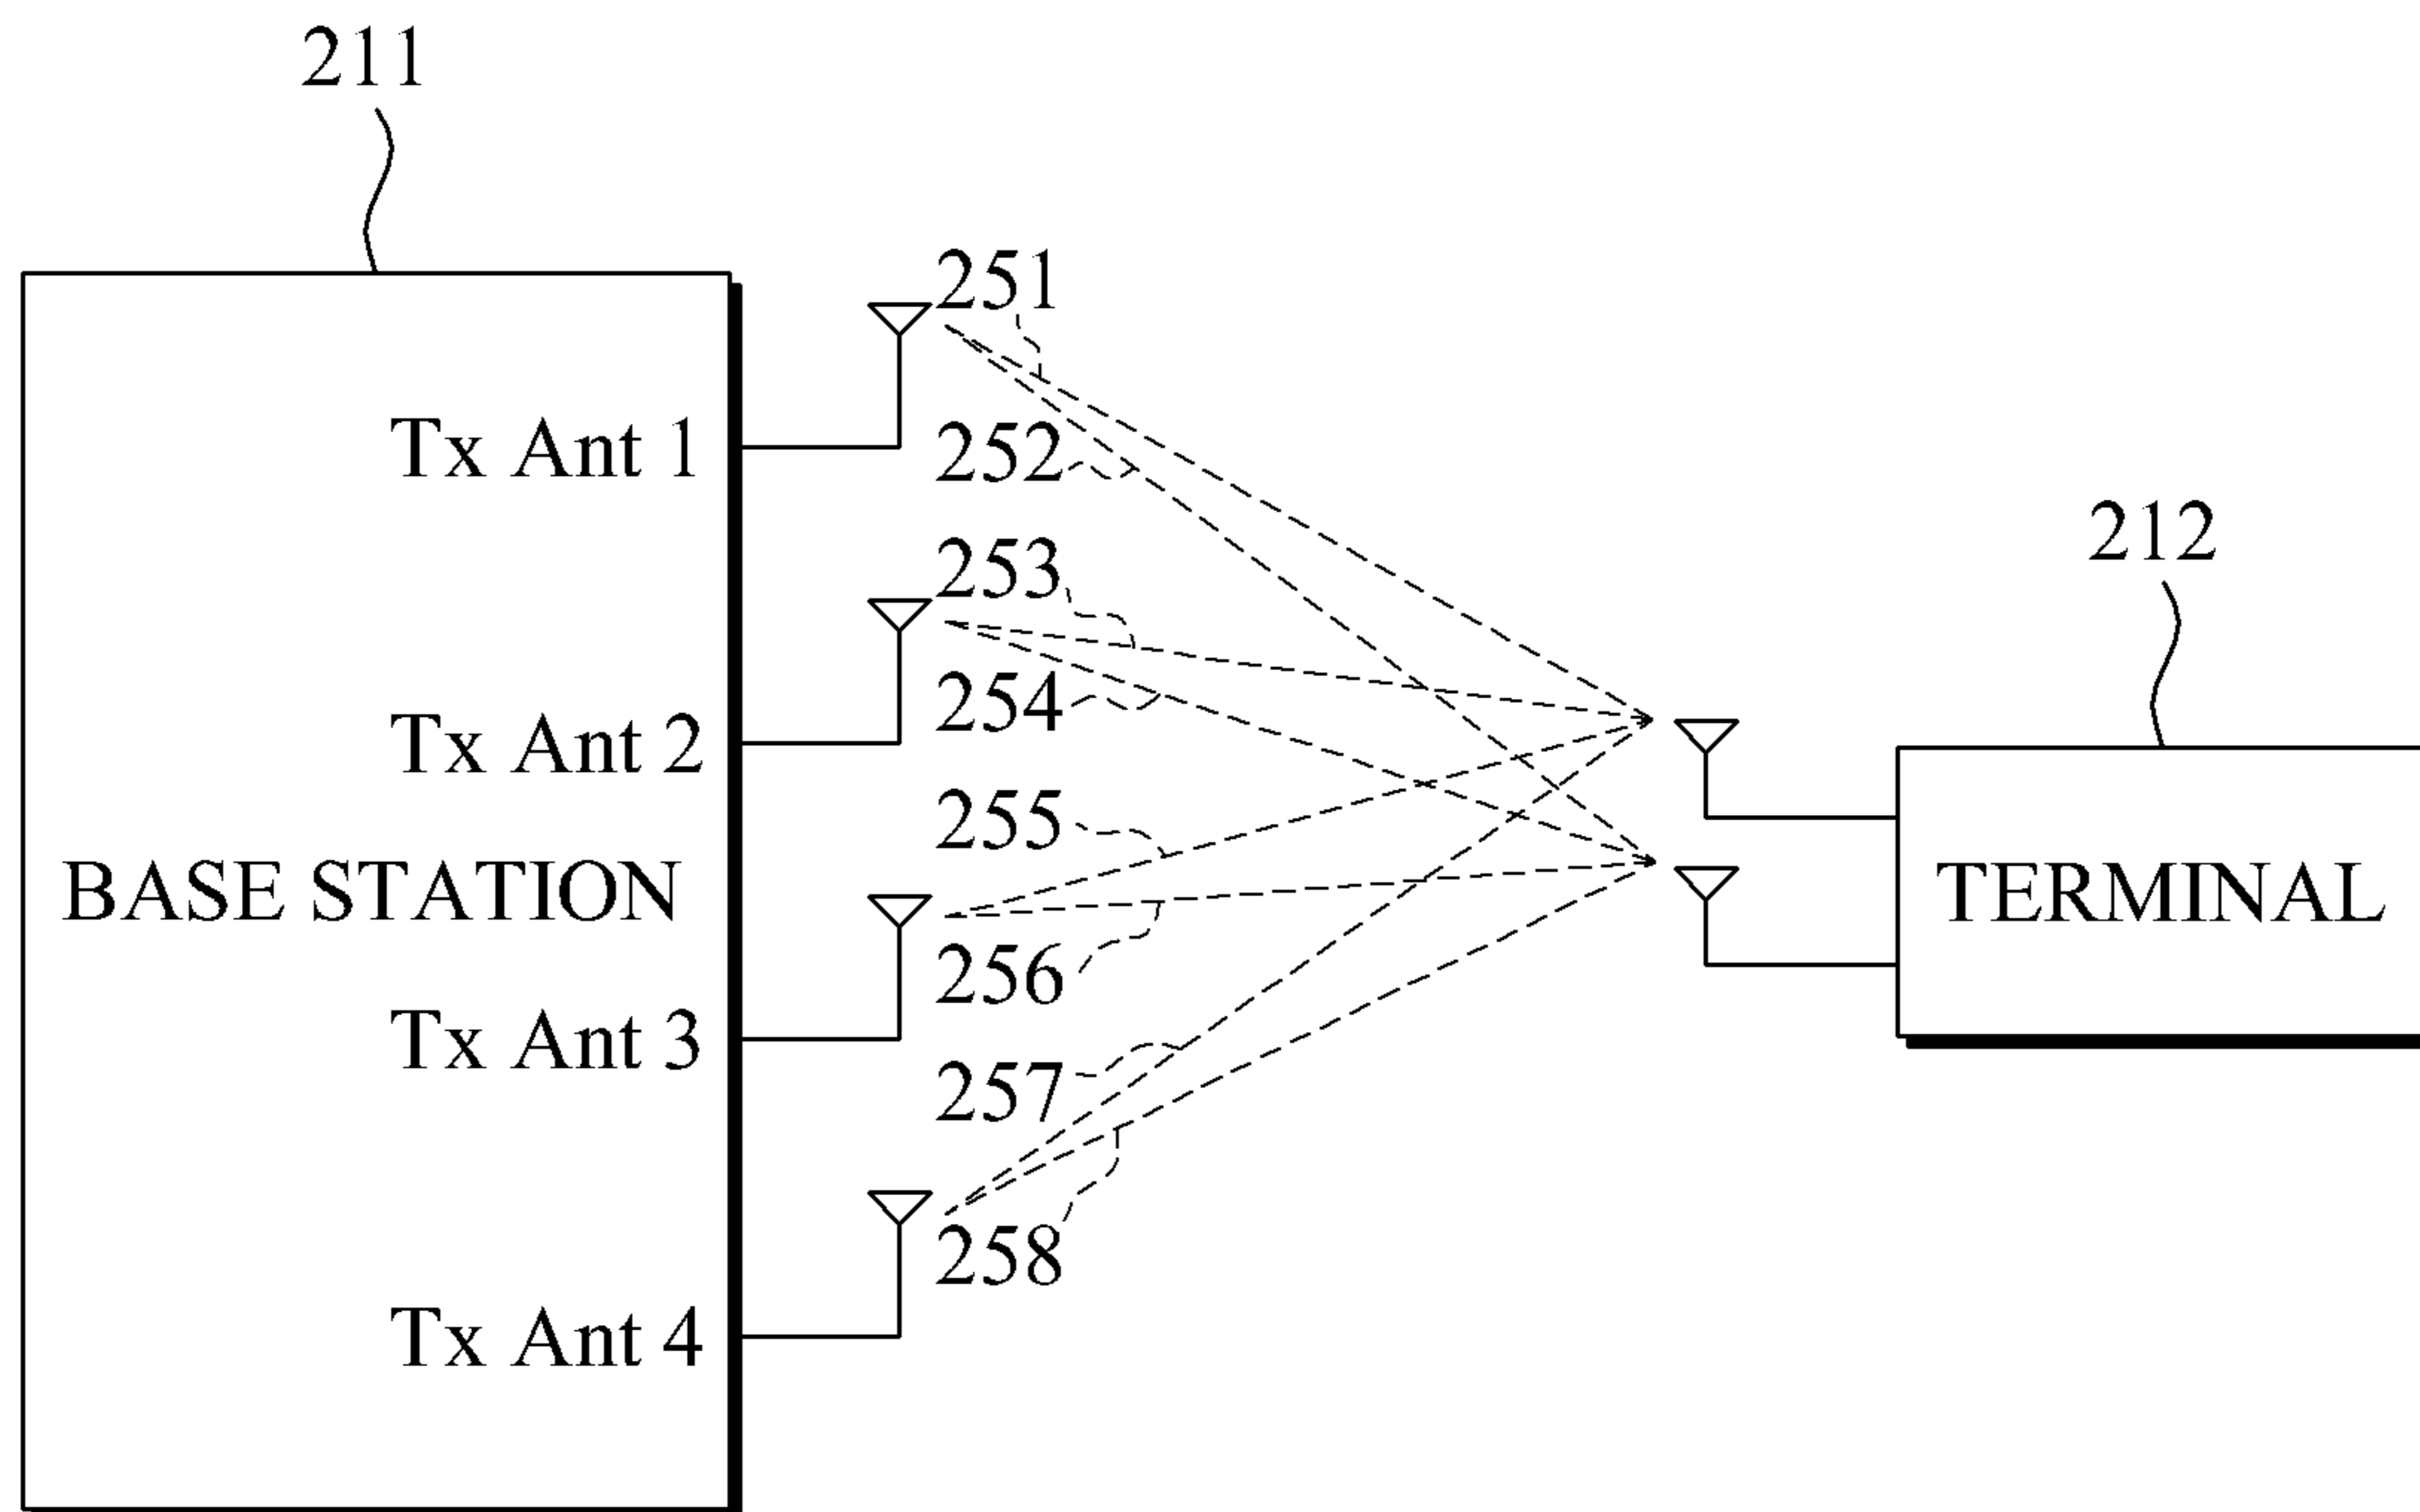 211
251
Tx Ant 1
252
253
212
254
Tx Ant 2
255
BASE STATION
TERMINAL
256
Tx Ant 3
257
258
Tx Ant 4